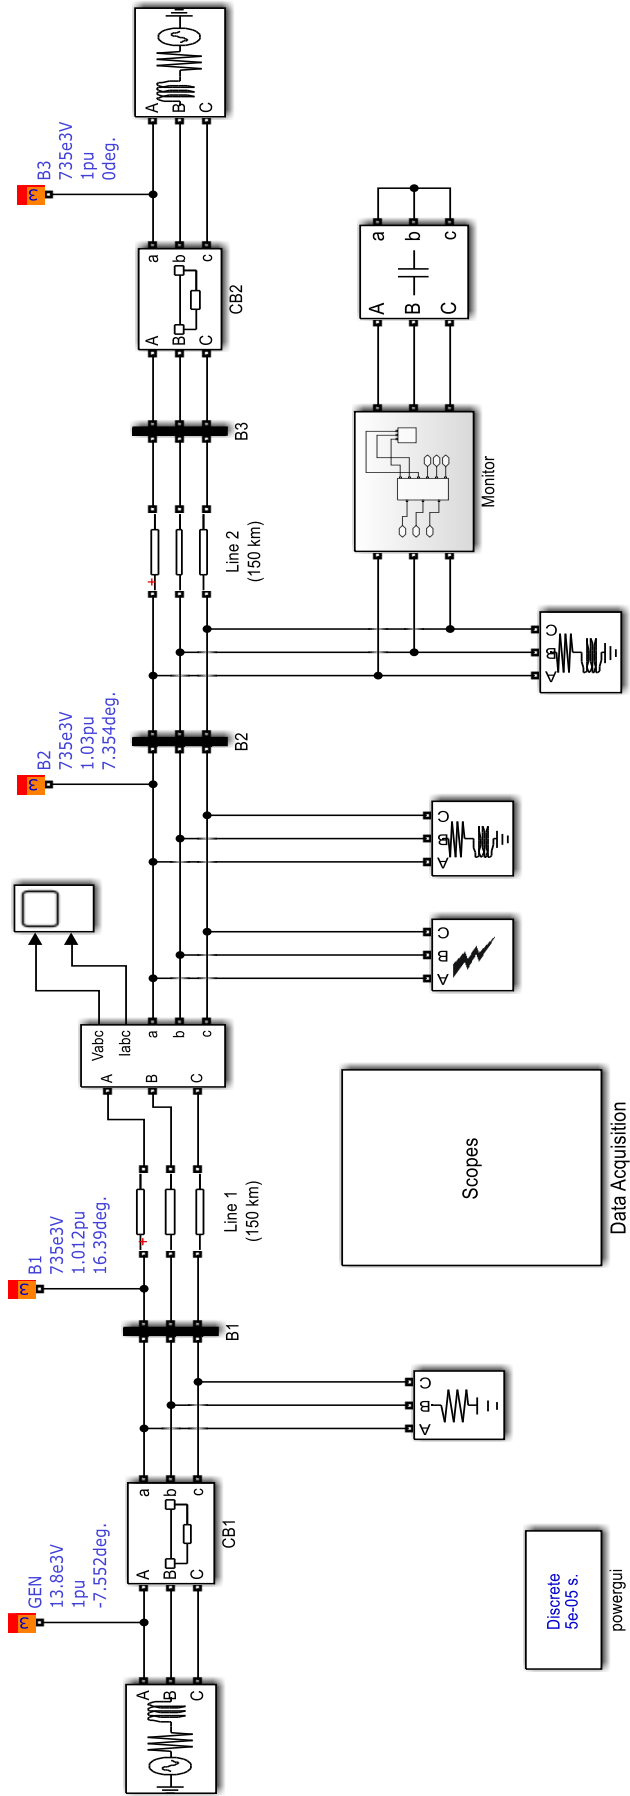 GEN
13.8e3V
1pu
-7.552deg.
A
B
C
A
B
C
a
b
c
CB1
A
B
C
B1
B1
735e3V
1.012pu
16.39deg.
Line 1
(150 km)
A
B
C
Vabc
Iabc
a
b
c
A
B
C
A
B
C
B2
735e3V
1.03pu
7.354deg.
B2
A
B
C
Line 2
(150 km)
B3
Monitor
A
B
C
a
b
c
A
B
C
a
b
c
CB2
B3
735e3V
1pu
0deg.
A
B
C
Discrete
5e-05 s.
powergui
Scopes
Data Acquisition